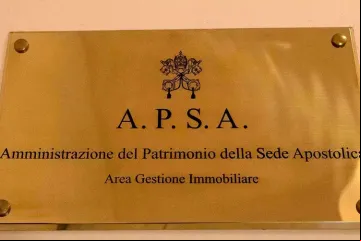 A. P. S. A.
Amministrazione del Patrimonio della Sede Apostolica
Area Gestione Immobiliare